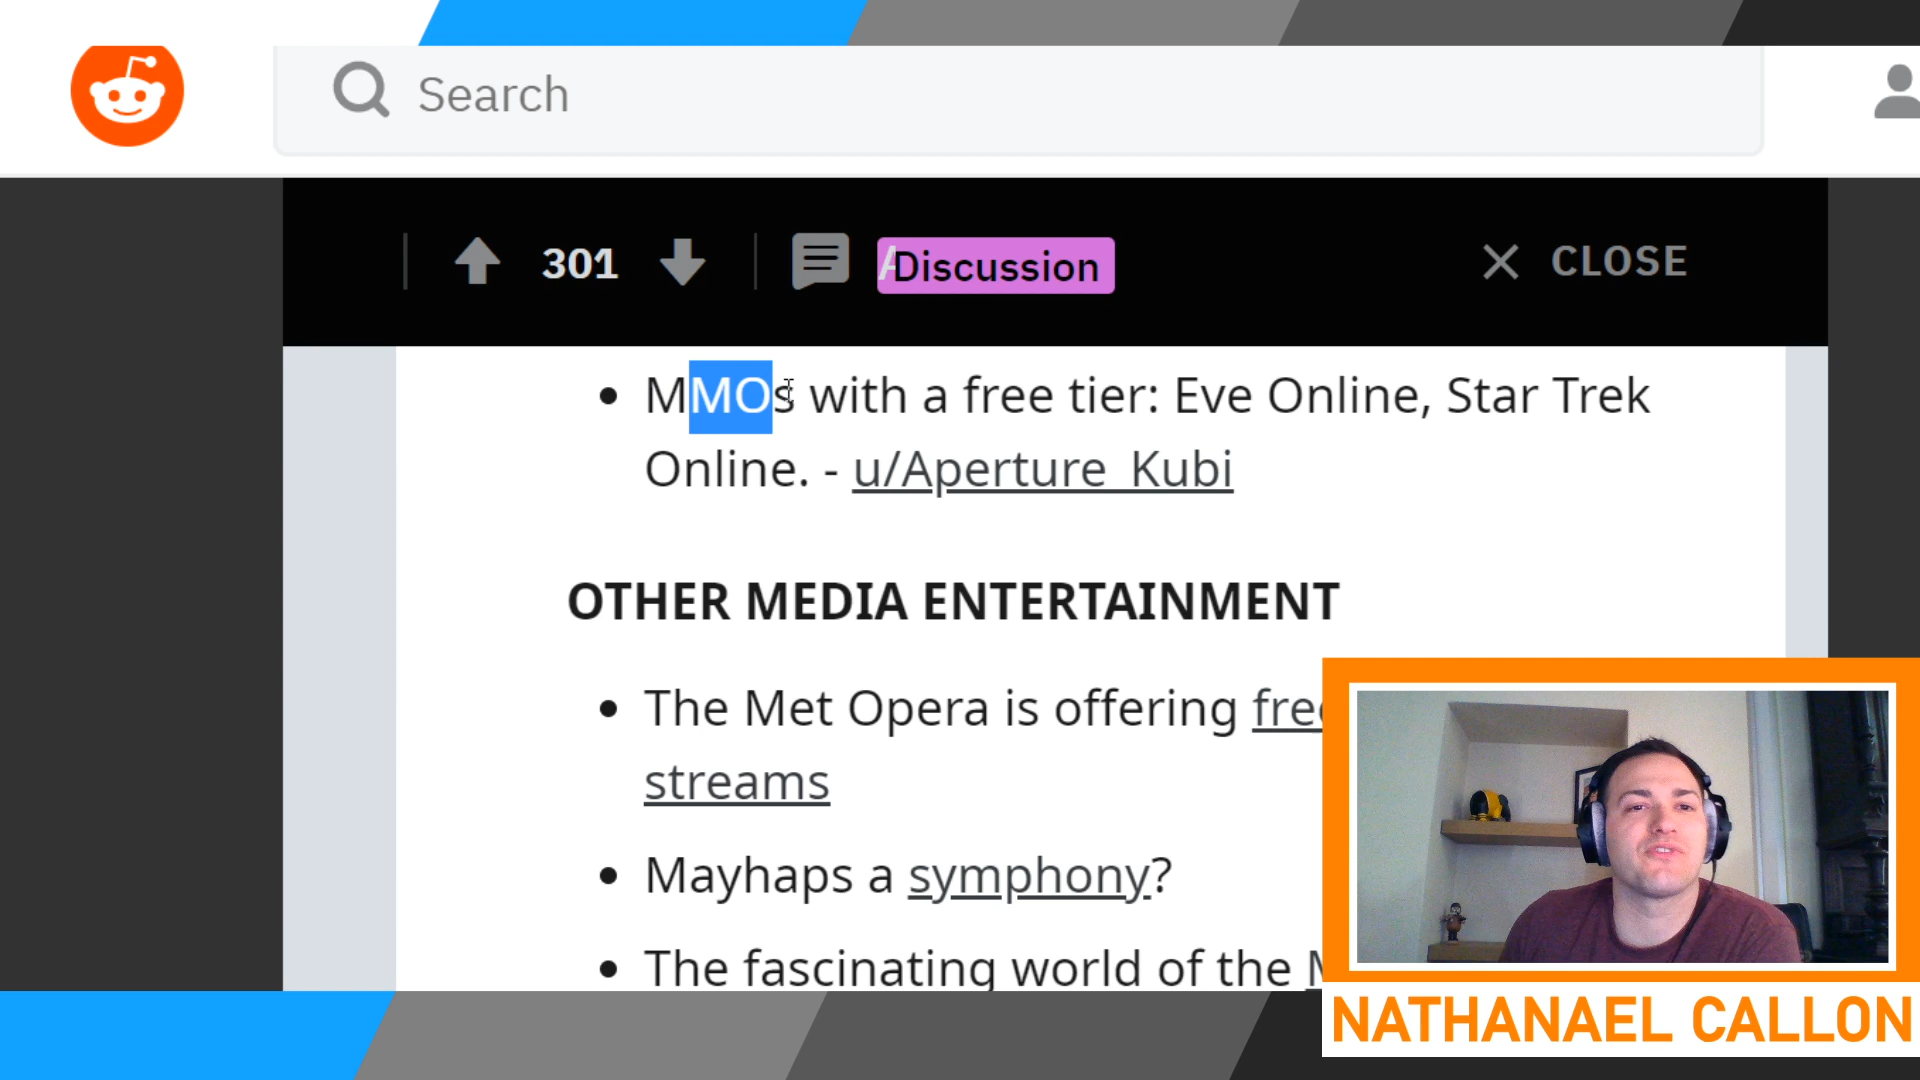 Search
301
Discussion
CLOSE
MMOs with a free tier: Eve Online, Star Trek
Online. - u/Aperture_Kubi
OTHER MEDIA ENTERTAINMENT
The Met Opera is offering free
streams
Mayhaps a symphony?
The fascinating world of the
NATHANAEL CALLON